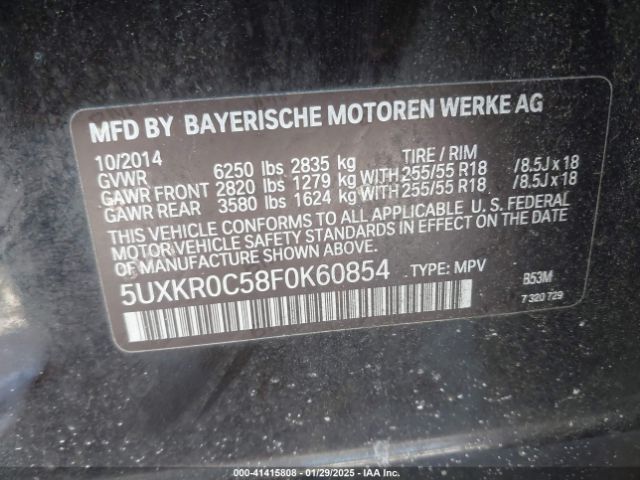 MFD BY BAYERISCHE MOTOREN WERKE AG
10/2014 TIRE / RIM
GVWR 6250 lbs 2835 kg
GAWR FRONT 2820 lbs 1279 kg WITH 255/55 R18 /8.5J x 18
GAWR REAR 3580 lbs 1624 kg WITH 255/55 R18 /8.5J x 18
THIS VEHICLE CONFORMS TO ALL APPLICABLE U. S. FEDERAL
MOTOR VEHICLE SAFETY STANDARDS IN EFFECT ON THE DATE
OF MANUFACTURE SHOWN ABOVE.
5UXKR0C58F0K60854 TYPE: MPV B53M
7 320 729
000-41415808 - 01/29/2025 - IAA Inc.